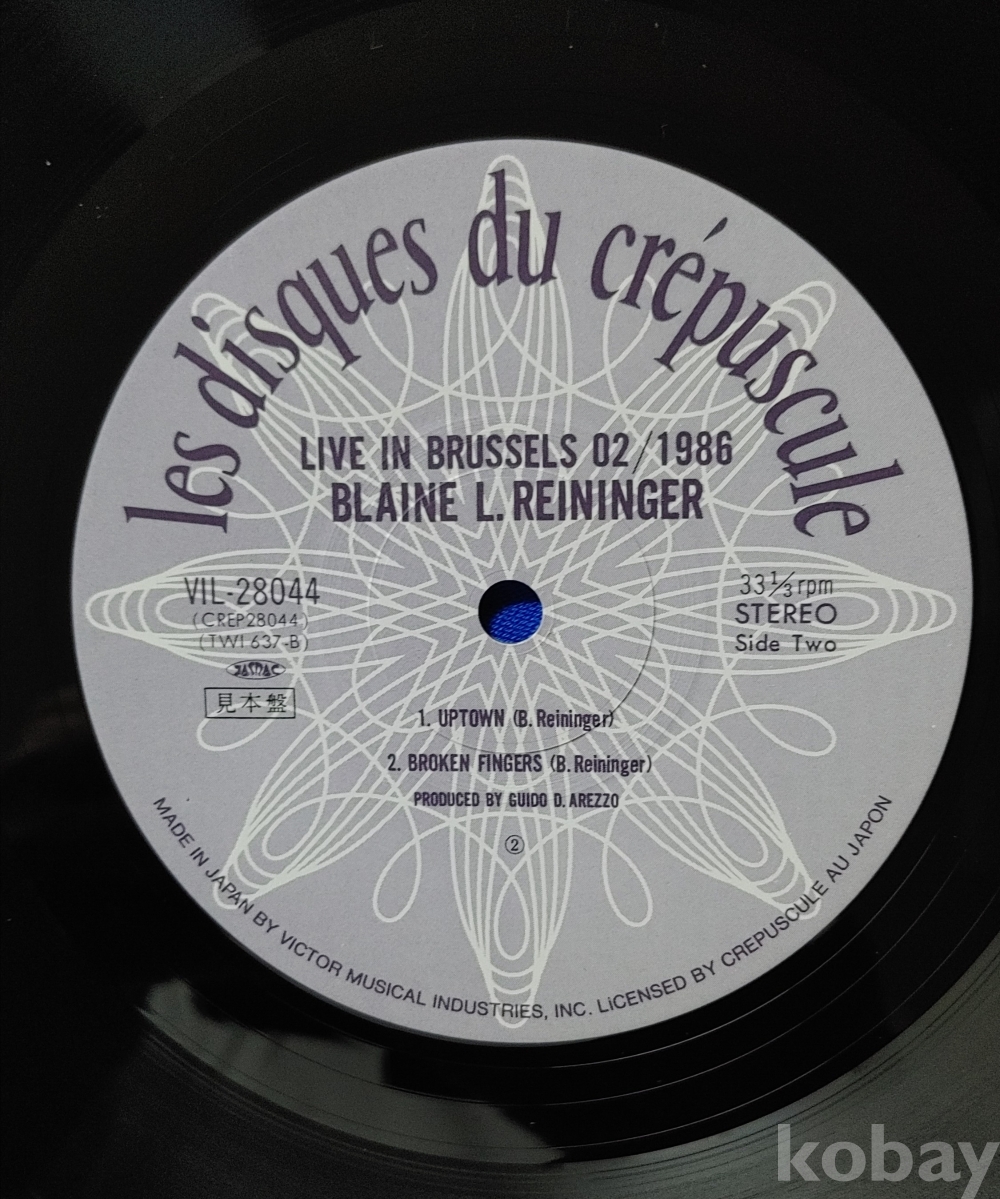 les disques du crépuscule
LIVE IN BRUSSELS 02/1986
BLAINE L. REININGER
VIL-28044
(CREP28044)
(TWI 637-B)
JASRAC
見本盤
33⅓rpm
STEREO
Side Two
1. UPTOWN (B. Reininger)
2. BROKEN FINGERS (B. Reininger)
PRODUCED BY GUIDO D. AREZZO
②
MADE IN JAPAN BY VICTOR MUSICAL INDUSTRIES, INC. LiCENSED BY CREPUSCULE AU JAPON
kobay